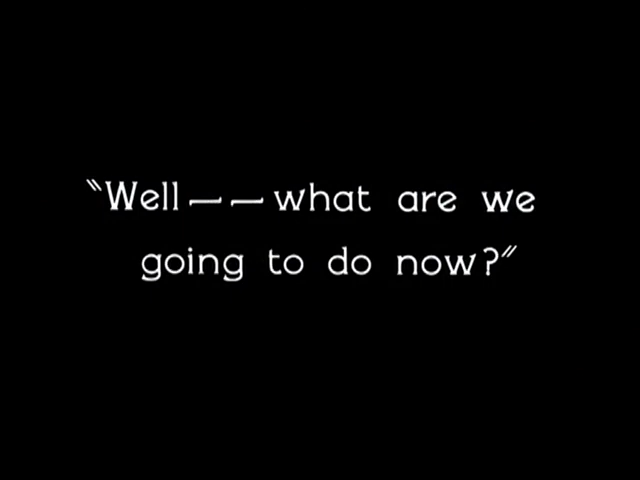 "Well — — what are we
going to do now?"